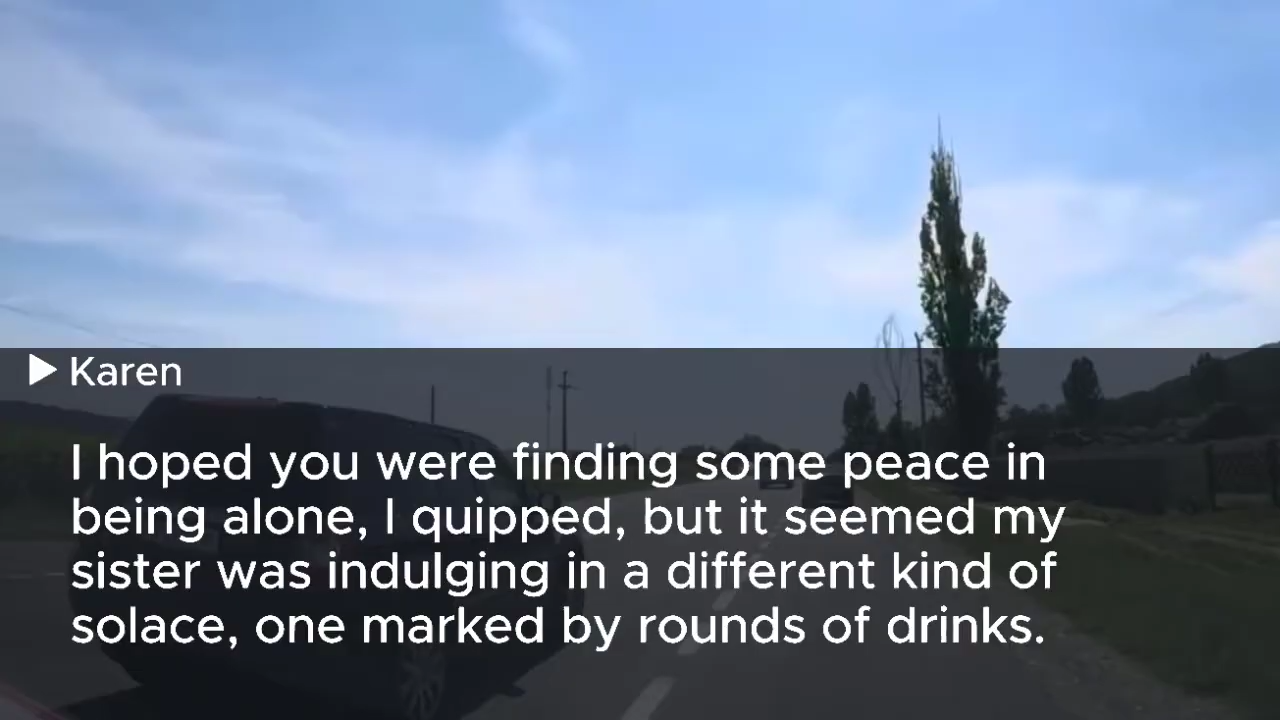 Karen
I hoped you were finding some peace in
being alone, I quipped, but it seemed my
sister was indulging in a different kind of
solace, one marked by rounds of drinks.